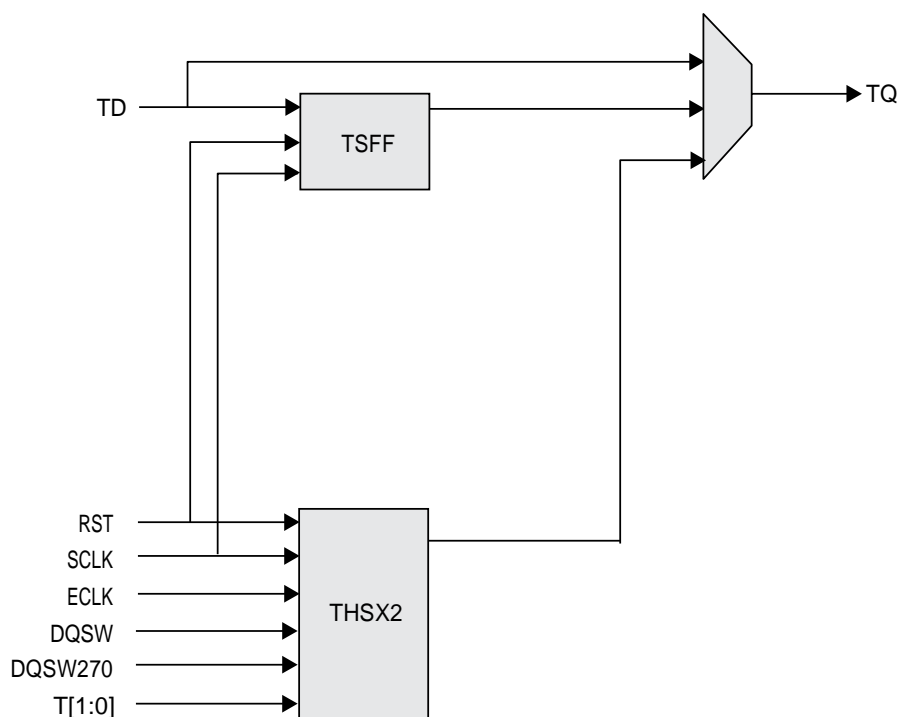 TD
TSFF
TQ
RST
SCLK
ECLK
DQSW
DQSW270
T[1:0]
THSX2